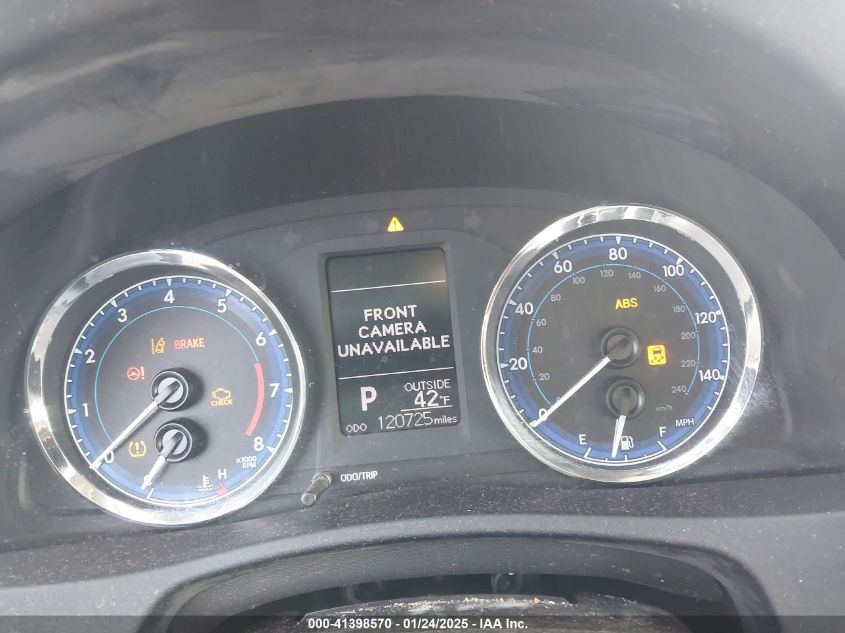 0 1 2 3 4 5 6 7 8
BRAKE
CHECK
x1000
RPM
H
ODO/TRIP
FRONT
CAMERA
UNAVAILABLE
P
OUTSIDE
42°F
ODO 120725 miles
0 20 40 60 80 100 120 140
0 20 40 60 80 100 120 140 160 180 200 220 240
ABS
km/h
MPH
E F
000-41398570 - 01/24/2025 - IAA Inc.